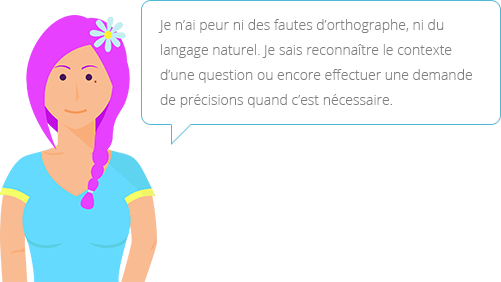 Je n’ai peur ni des fautes d’orthographe, ni du
langage naturel. Je sais reconnaître le contexte
d’une question ou encore effectuer une demande
de précisions quand c’est nécessaire.